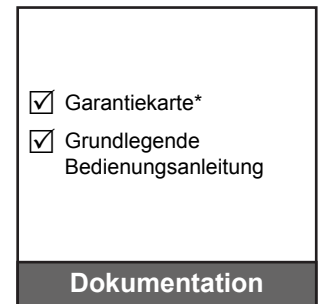 ☑ Garantiekarte*
☑ Grundlegende
Bedienungsanleitung
Dokumentation